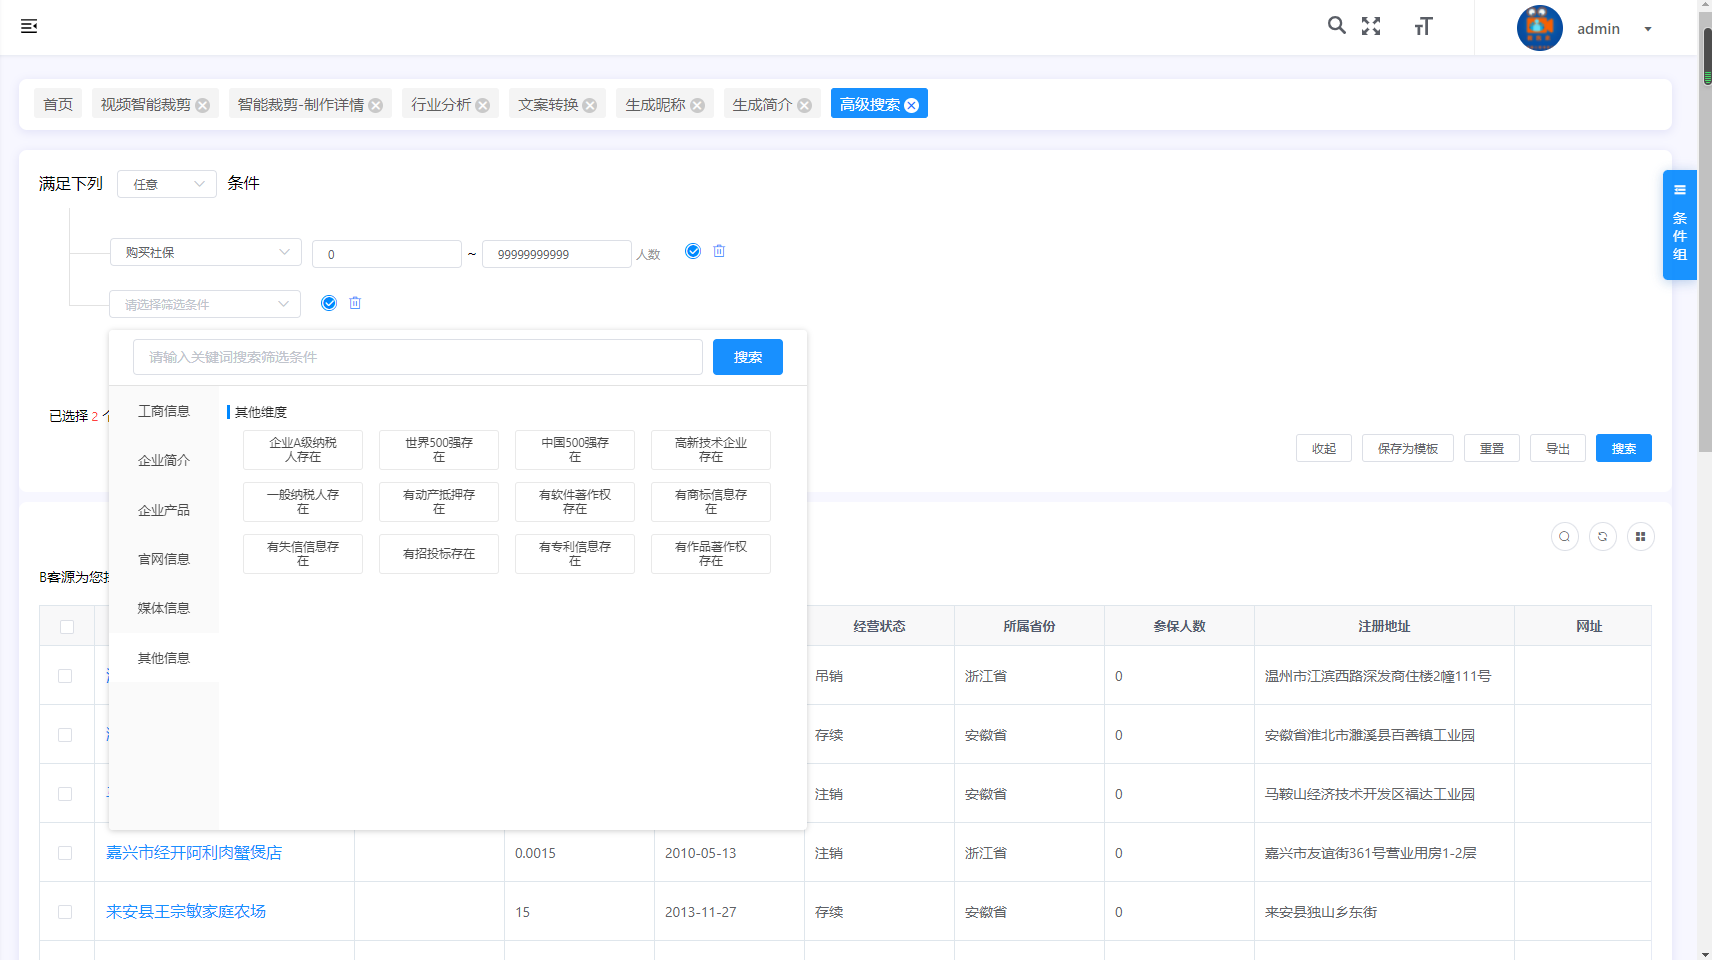 admin
首页 视频智能裁剪 智能裁剪-制作详情 行业分析 文案转换 生成昵称 生成简介 高级搜索
满足下列 任意 条件
条件组
购买社保 0 ~ 99999999999 人数
请选择筛选条件
请输入关键词搜索筛选条件 搜索
已选择 2 个
工商信息
企业简介
企业产品
官网信息
媒体信息
其他信息
其他维度
企业A级纳税人存在 世界500强存在 中国500强存在 高新技术企业存在
一般纳税人存在 有动产抵押存在 有软件著作权存在 有商标信息存在
有失信信息存在 有招投标存在 有专利信息存在 有作品著作权存在
收起 保存为模板 重置 导出 搜索
B客源为您
经营状态 所属省份 参保人数 注册地址 网址
吊销 浙江省 0 温州市江滨西路深发商住楼2幢111号
存续 安徽省 0 安徽省淮北市濉溪县百善镇工业园
注销 安徽省 0 马鞍山经济技术开发区福达工业园
嘉兴市经开阿利肉蟹煲店 0.0015 2010-05-13 注销 浙江省 0 嘉兴市友谊街361号营业用房1-2层
来安县王宗敏家庭农场 15 2013-11-27 存续 安徽省 0 来安县独山乡东街